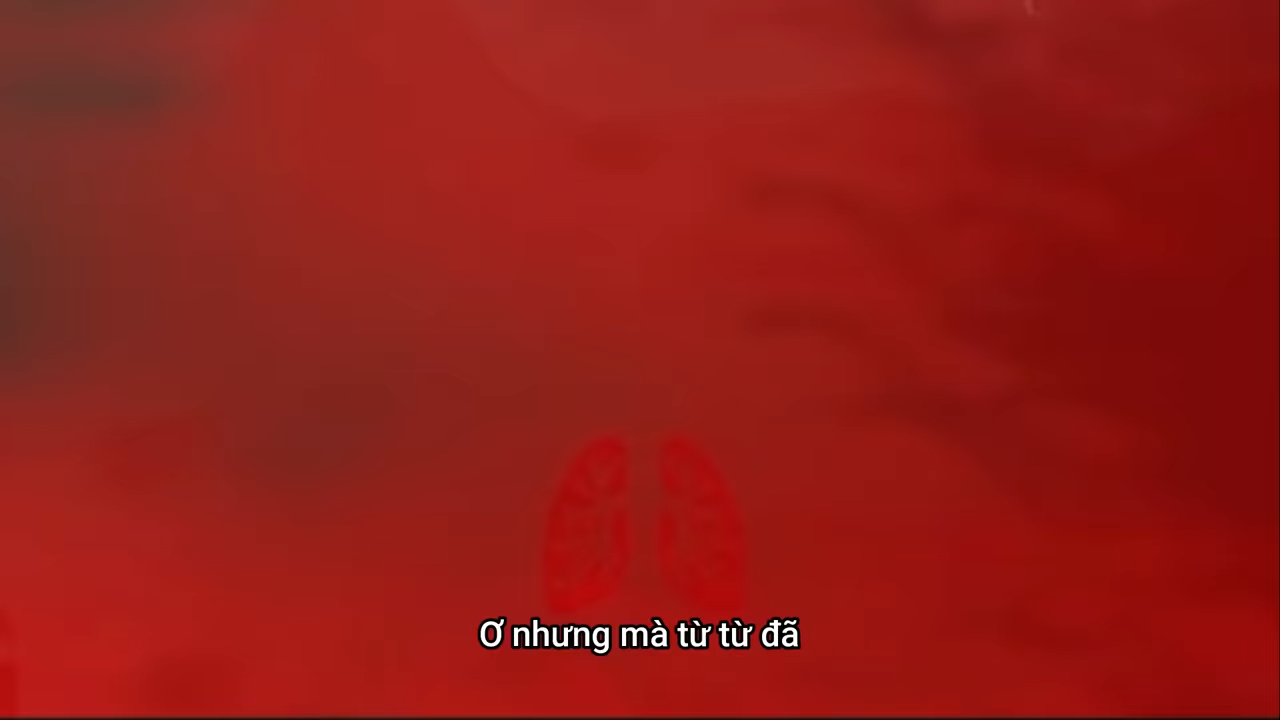 Ơ nhưng mà từ từ đã